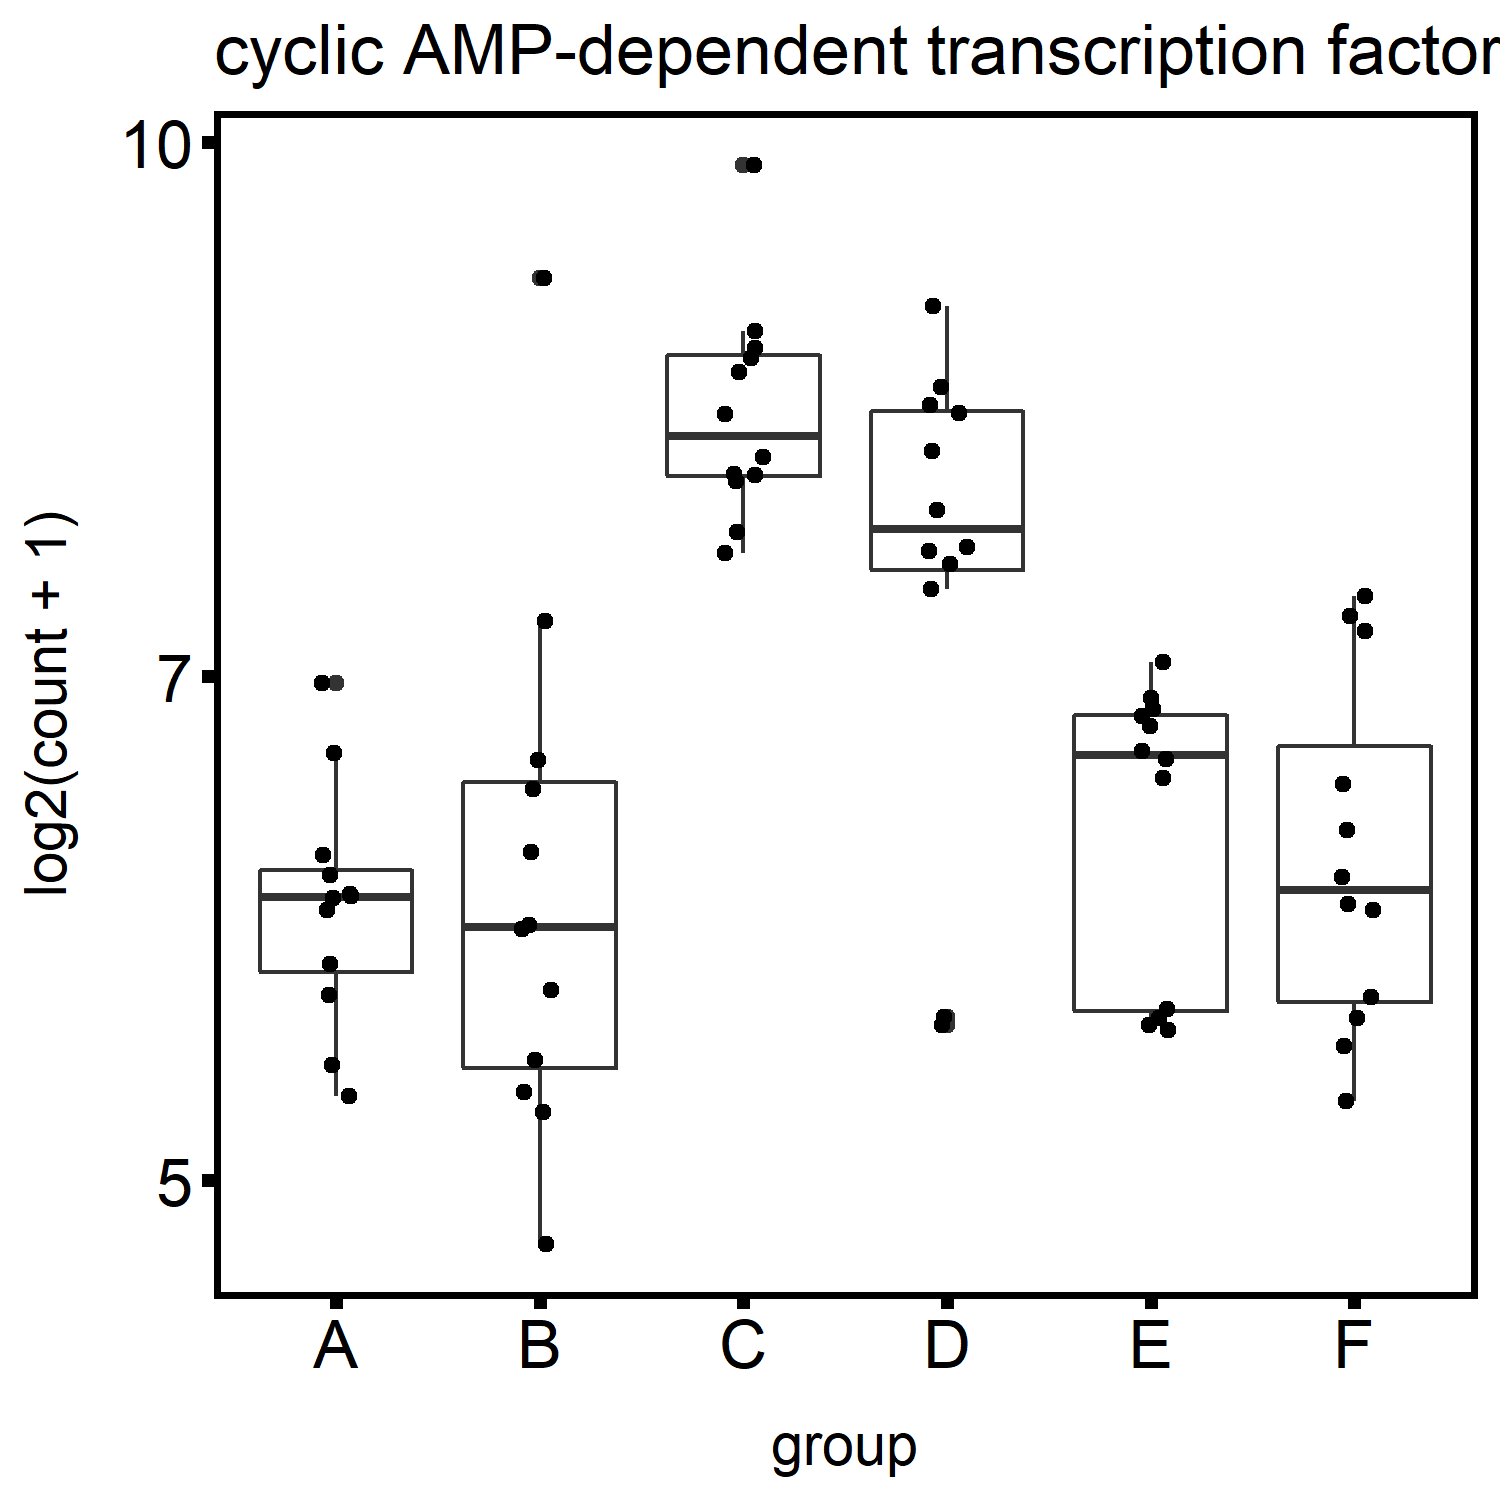 cyclic AMP-dependent transcription factor
10
7
5
log2(count + 1)
A B C D E F
group